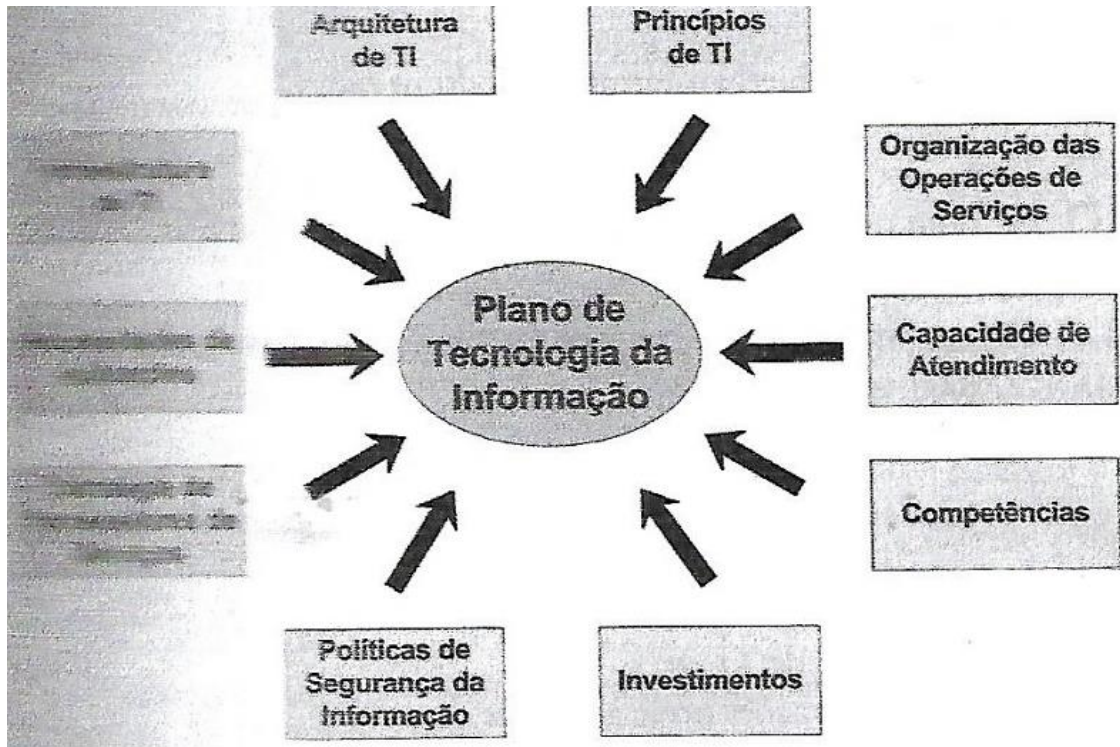 Arquitetura
de TI
Princípios
de TI
Organização das
Operações de
Serviços
Plano de
Tecnologia da
Informação
Capacidade de
Atendimento
Competências
Políticas de
Segurança da
Informação
Investimentos